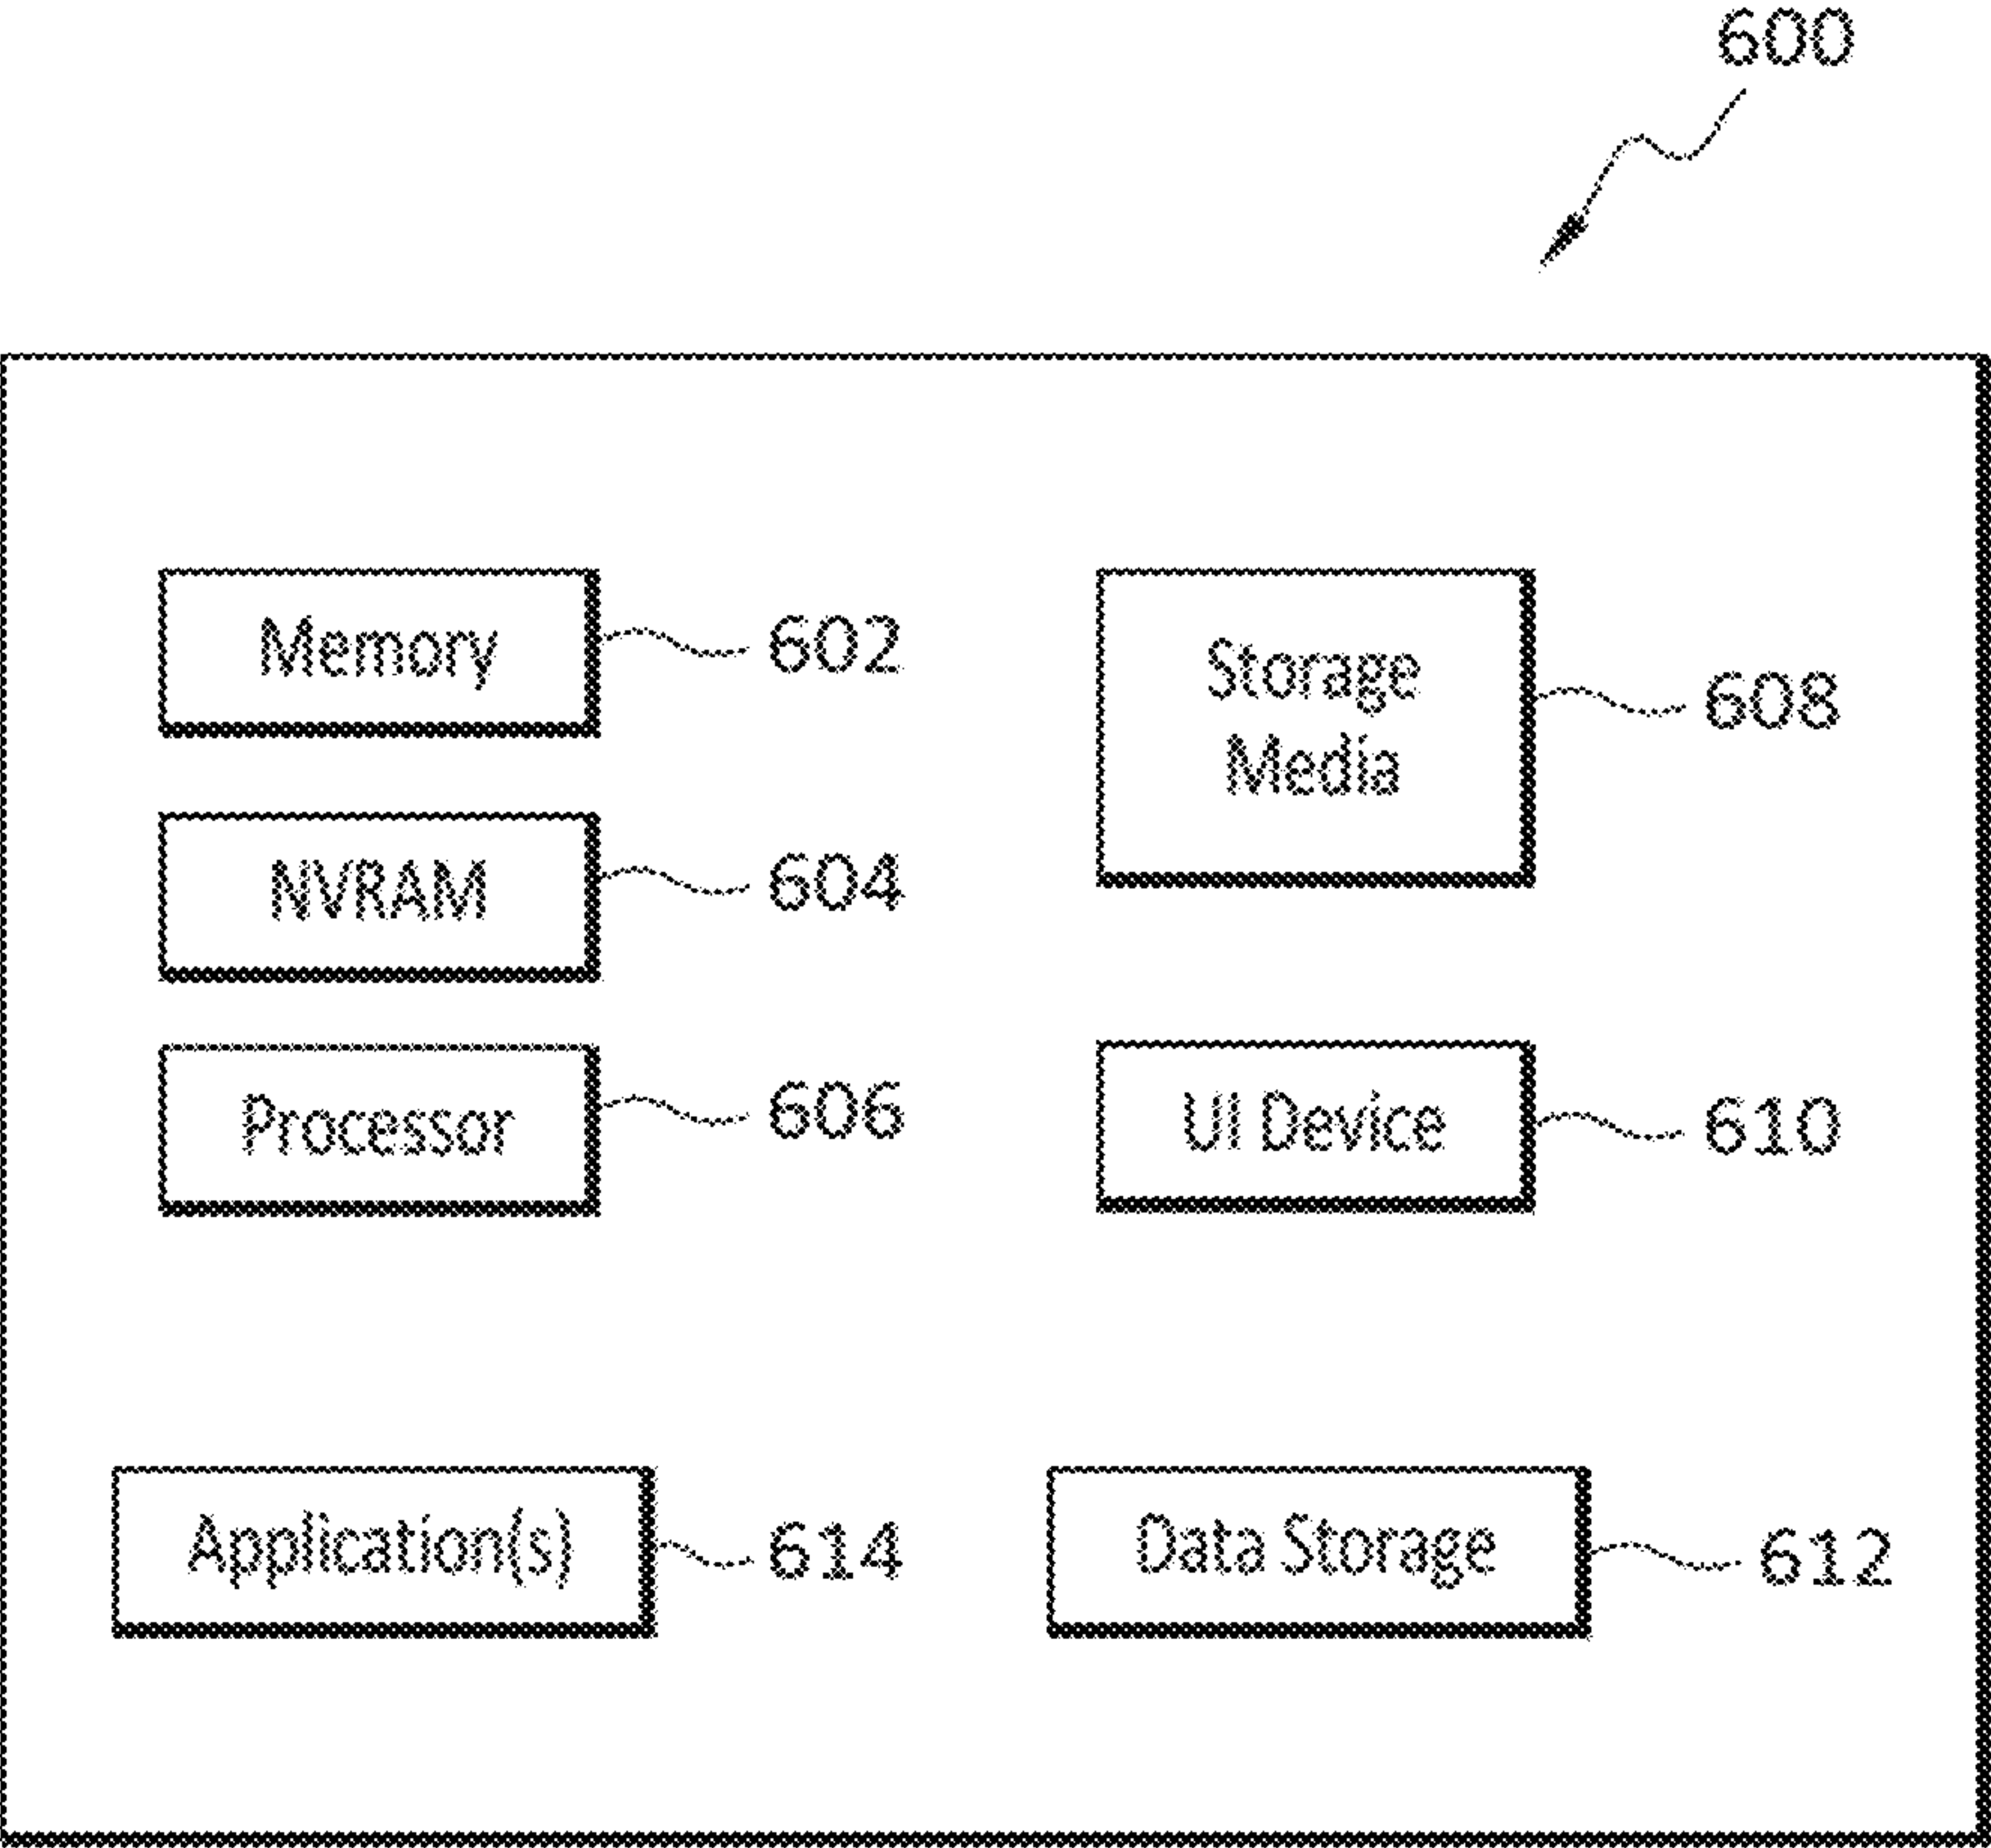 600
Memory
602
NVRAM
604
Processor
606
Storage
Media
608
UI Device
610
Application(s)
614
Data Storage
612